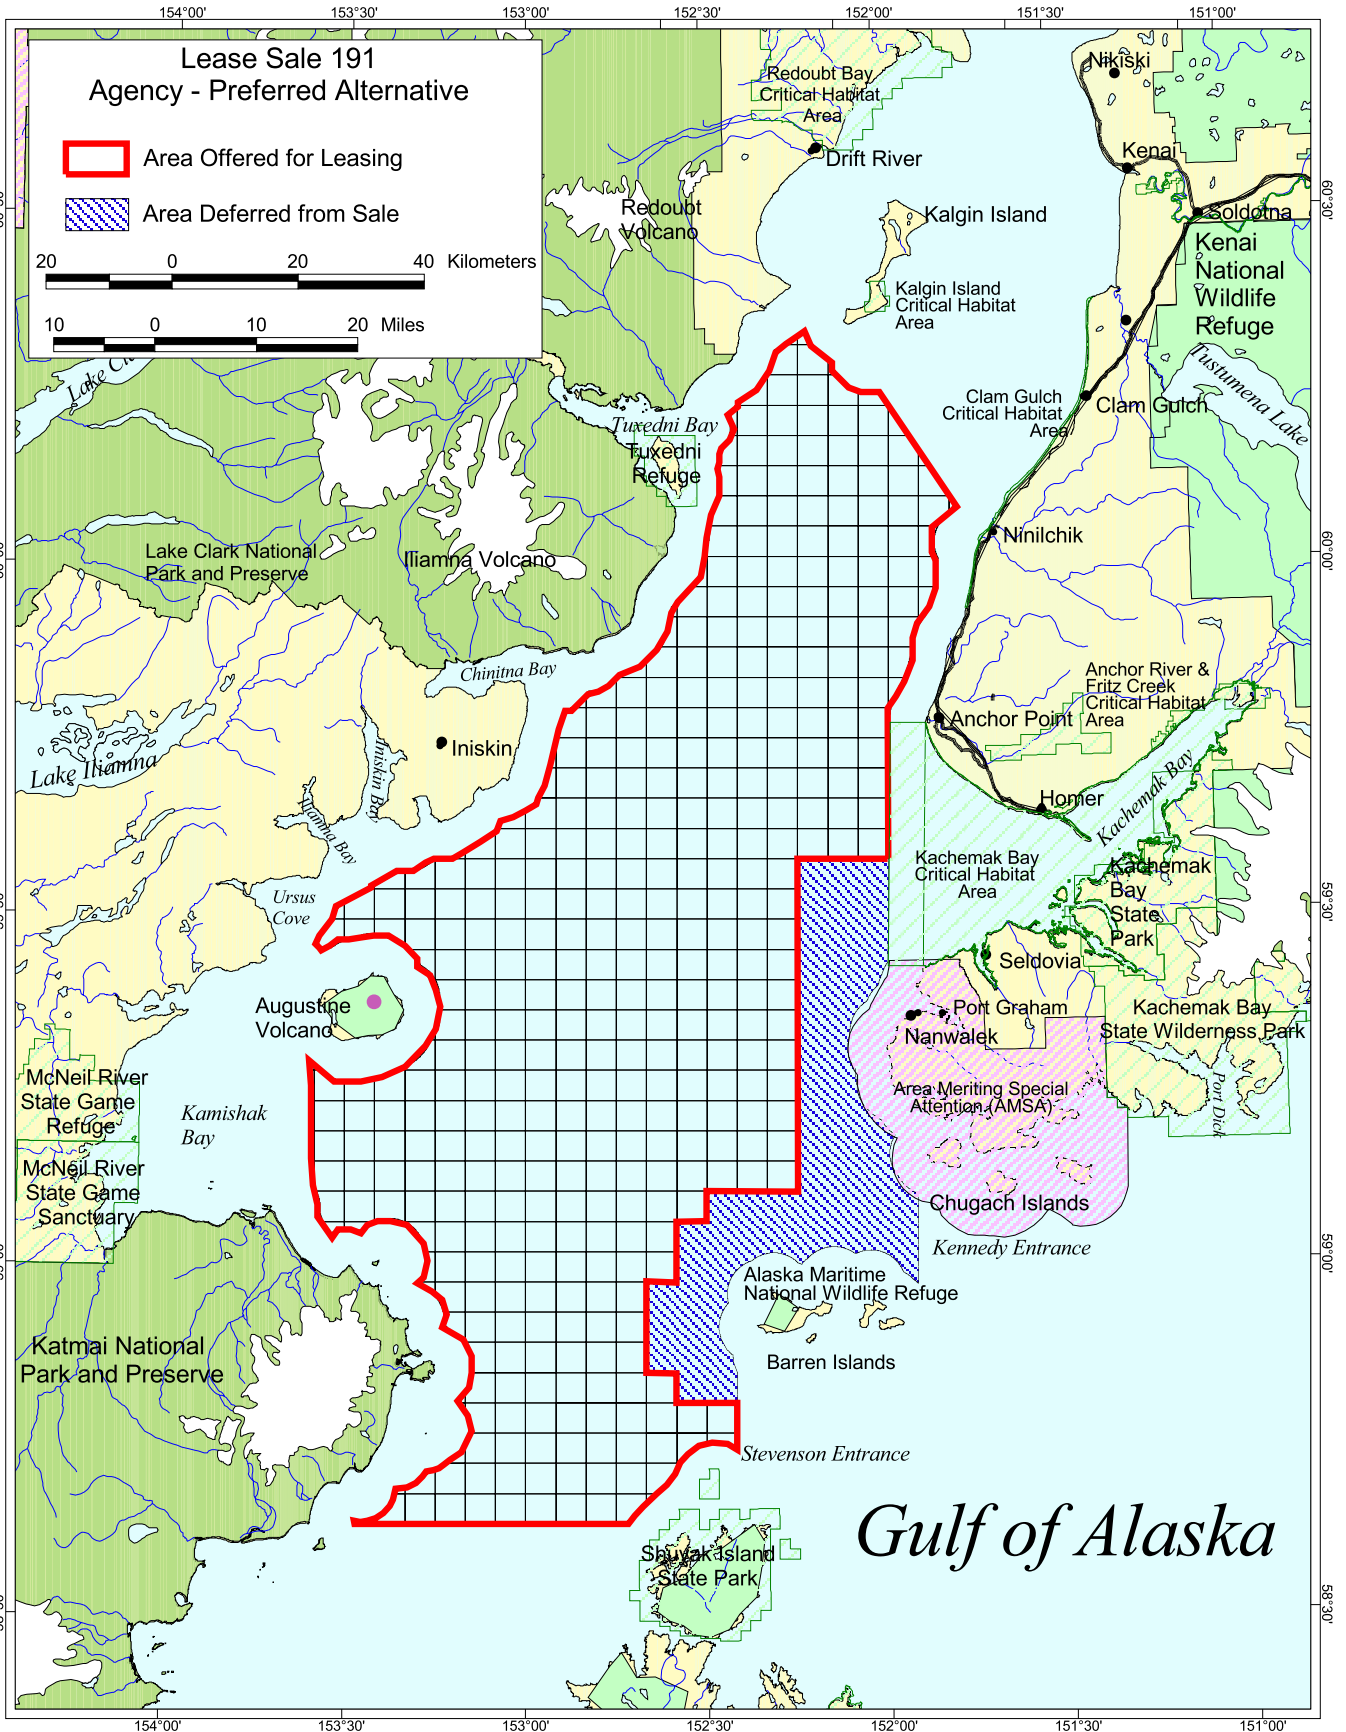 154°00'
153°30'
153°00'
152°30'
152°00'
151°30'
151°00'
Lease Sale 191
Agency - Preferred Alternative
Area Offered for Leasing
Area Deferred from Sale
20 0 20 40 Kilometers
10 0 10 20 Miles
Redoubt Bay
Critical Habitat
Area
Drift River
Nikiski
Kenai
Soldotna
60°30'
Redoubt
Volcano
Kalgin Island
Kalgin Island
Critical Habitat
Area
Kenai
National
Wildlife
Refuge
Tustumena Lake
Clam Gulch
Critical Habitat
Area
Clam Gulch
Tuxedni Bay
Tuxedni
Refuge
Lake Clark National
Park and Preserve
Iliamna Volcano
Ninilchik
60°00'
Chinitna Bay
Anchor River &
Fritz Creek
Critical Habitat
Area
Anchor Point
Iniskin
Iniskin Bay
Lake Iliamna
Iliamna Bay
Homer
Kachemak Bay
Ursus
Cove
Kachemak Bay
Critical Habitat
Area
Kachemak
Bay
State
Park
59°30'
Seldovia
Augustine
Volcano
Port Graham
Nanwalek
Kachemak Bay
State Wilderness Park
Port Dick
McNeil River
State Game
Refuge
Kamishak
Bay
Area Meriting Special
Attention (AMSA)
McNeil River
State Game
Sanctuary
Chugach Islands
Kennedy Entrance
59°00'
Alaska Maritime
National Wildlife Refuge
Barren Islands
Katmai National
Park and Preserve
Stevenson Entrance
Gulf of Alaska
Shuyak Island
State Park
58°30'
154°00'
153°30'
153°00'
152°30'
152°00'
151°30'
151°00'